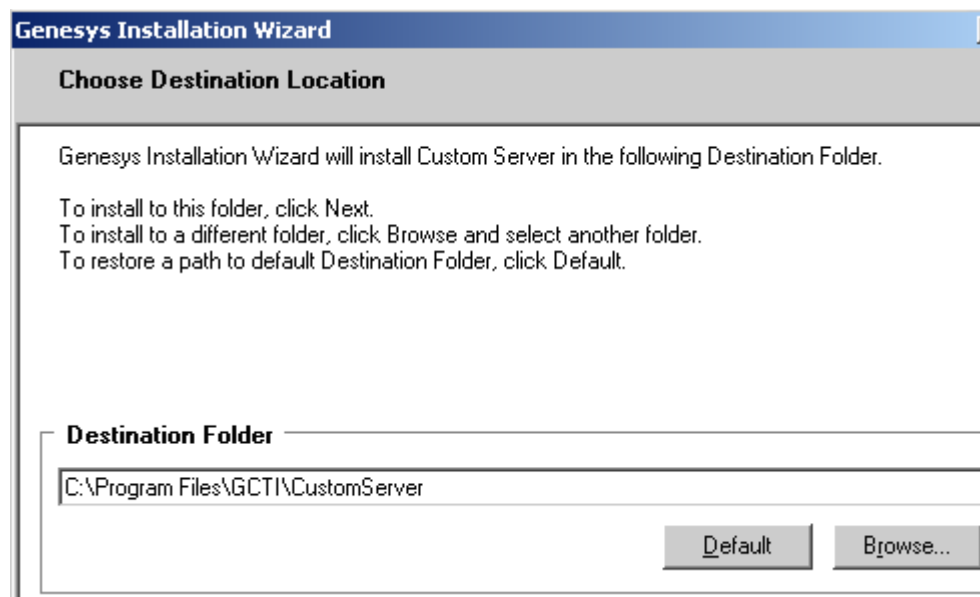 Genesys Installation Wizard
Choose Destination Location
Genesys Installation Wizard will install Custom Server in the following Destination Folder.
To install to this folder, click Next.
To install to a different folder, click Browse and select another folder.
To restore a path to default Destination Folder, click Default.
Destination Folder
C:\Program Files\GCTI\CustomServer
Default
Browse...